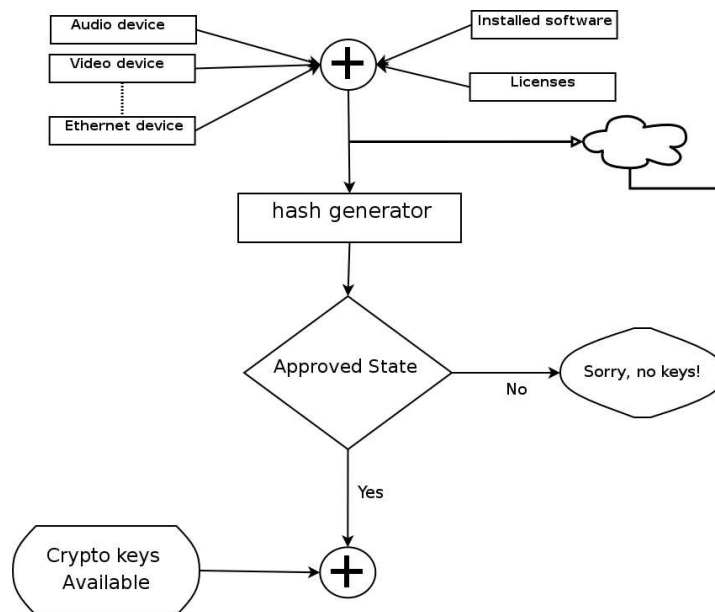 Audio device
Installed software
Video device
Licenses
Ethernet device
hash generator
Approved State
Sorry, no keys!
No
Yes
Crypto keys
Available